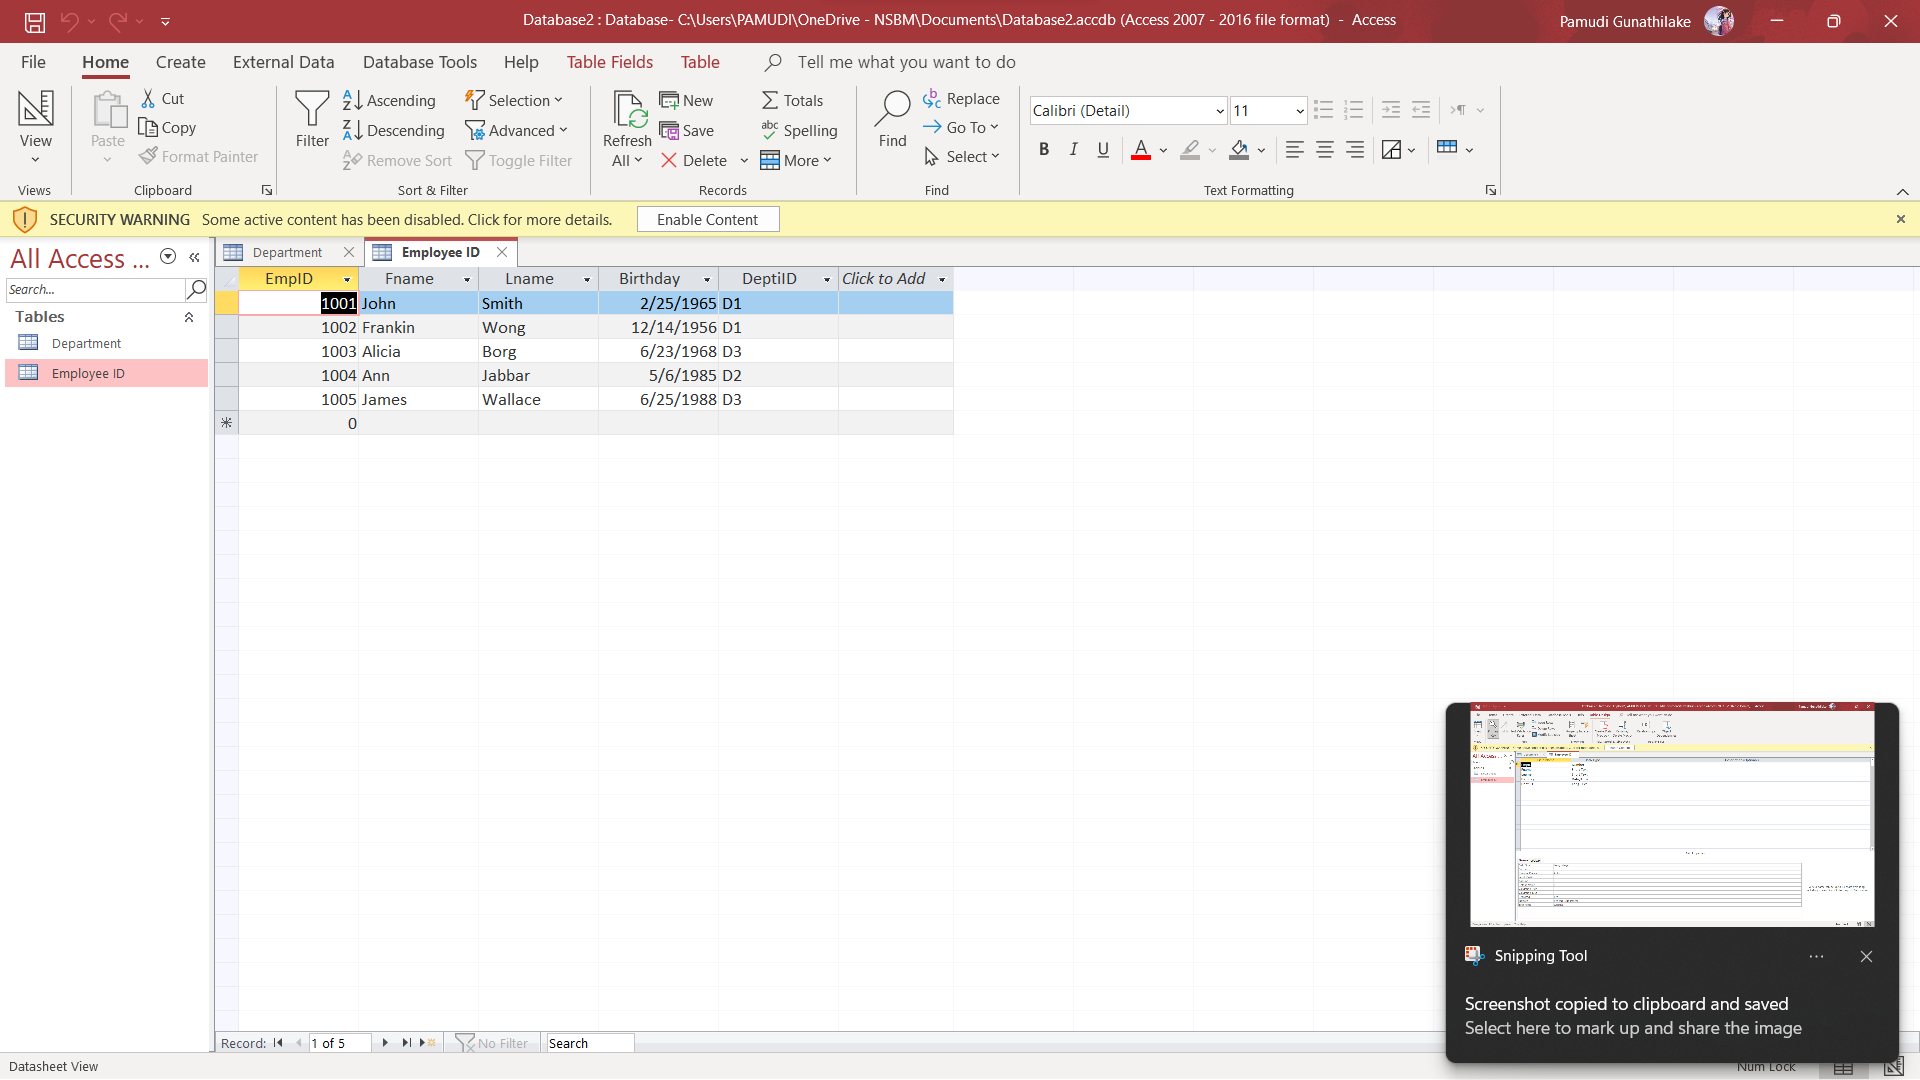 Database2 : Database- C:\Users\PAMUDI\OneDrive - NSBM\Documents\Database2.accdb (Access 2007 - 2016 file format) - Access
Pamudi Gunathilake
File Home Create External Data Database Tools Help Table Fields Table Tell me what you want to do
View
Views
Paste
Cut
Copy
Format Painter
Clipboard
Filter
Ascending
Descending
Remove Sort
Selection
Advanced
Toggle Filter
Sort & Filter
Refresh
All
New
Save
Delete
Totals
Spelling
More
Records
Find
Replace
Go To
Select
Find
Calibri (Detail) 11
B I U A
Text Formatting
SECURITY WARNING Some active content has been disabled. Click for more details. Enable Content
All Access ...
Search...
Tables
Department
Employee ID
Department Employee ID
EmpID Fname Lname Birthday DeptiID Click to Add
1001 John Smith 2/25/1965 D1
1002 Frankin Wong 12/14/1956 D1
1003 Alicia Borg 6/23/1968 D3
1004 Ann Jabbar 5/6/1985 D2
1005 James Wallace 6/25/1988 D3
0
Snipping Tool
Screenshot copied to clipboard and saved
Select here to mark up and share the image
Record: 1 of 5 No Filter Search
Datasheet View
Num Lock